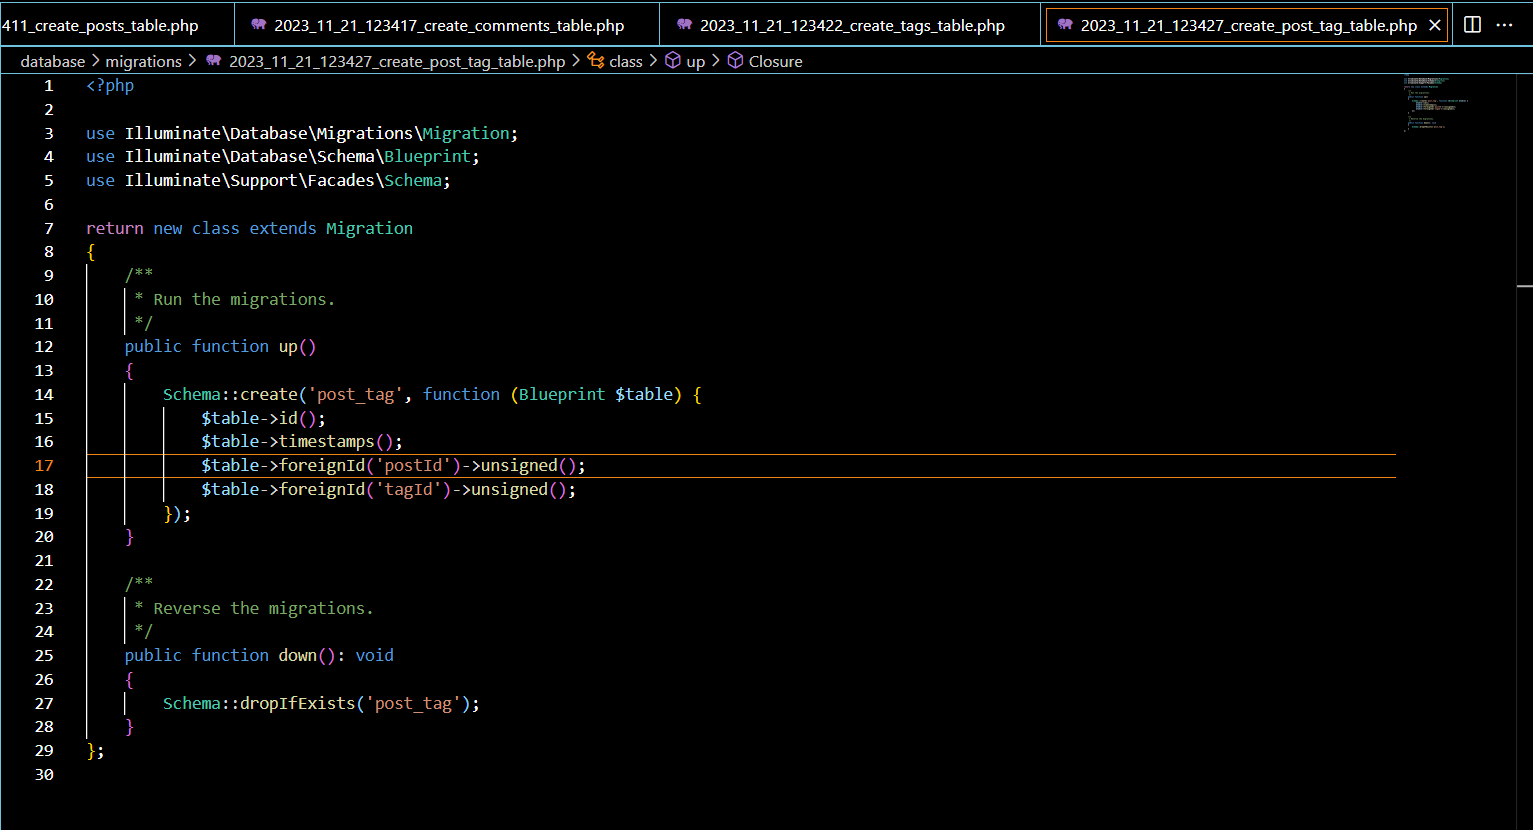 411_create_posts_table.php 2023_11_21_123417_create_comments_table.php 2023_11_21_123422_create_tags_table.php 2023_11_21_123427_create_post_tag_table.php
database > migrations > 2023_11_21_123427_create_post_tag_table.php > class > up > Closure
1 <?php
2
3 use Illuminate\Database\Migrations\Migration;
4 use Illuminate\Database\Schema\Blueprint;
5 use Illuminate\Support\Facades\Schema;
6
7 return new class extends Migration
8 {
9 /**
10 * Run the migrations.
11 */
12 public function up()
13 {
14 Schema::create('post_tag', function (Blueprint $table) {
15 $table->id();
16 $table->timestamps();
17 $table->foreignId('postId')->unsigned();
18 $table->foreignId('tagId')->unsigned();
19 });
20 }
21
22 /**
23 * Reverse the migrations.
24 */
25 public function down(): void
26 {
27 Schema::dropIfExists('post_tag');
28 }
29 };
30